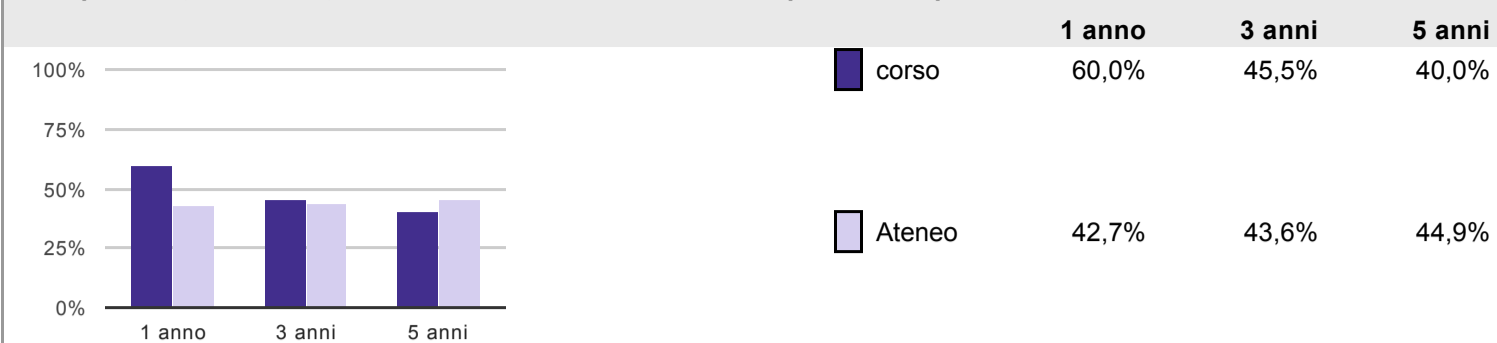 1 anno 3 anni 5 anni
100%
75%
50%
25%
0%
1 anno 3 anni 5 anni
corso 60,0% 45,5% 40,0%
Ateneo 42,7% 43,6% 44,9%